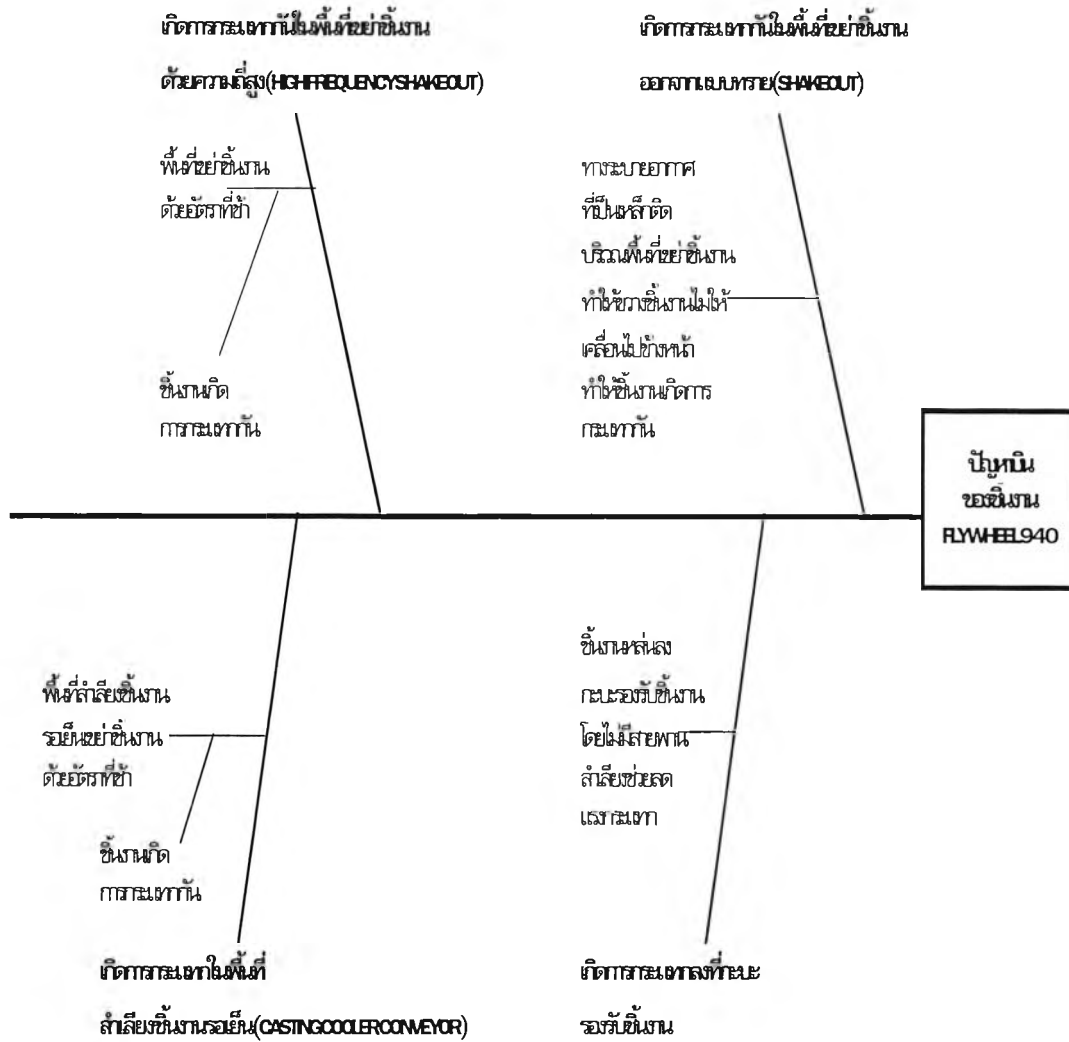 เกิดการกระแทกกันในพื้นที่เขย่าชิ้นงาน
ด้วยความถี่สูง(HIGH FREQUENCY SHAKEOUT)
พื้นที่เขย่าชิ้นงาน
ด้วยอัตราที่ช้า
ชิ้นงานเกิด
การกระแทกกัน
เกิดการกระแทกกันในพื้นที่เขย่าชิ้นงาน
ออกจากแบบทราย(SHAKEOUT)
ทางระบายอากาศ
ที่เป็นเหล็กติด
บริเวณพื้นที่เขย่าชิ้นงาน
ทำให้ขวางชิ้นงานไม่ให้
เคลื่อนไปข้างหน้า
ทำให้ชิ้นงานเกิดการ
กระแทกกัน
ปัญหาบิ่น
ของชิ้นงาน
FLYWHEEL 940
พื้นที่ลำเลียงชิ้นงาน
รอเย็นเขย่าชิ้นงาน
ด้วยอัตราที่ช้า
ชิ้นงานเกิด
การกระแทกกัน
เกิดการกระแทกในพื้นที่
ลำเลียงชิ้นงานรอเย็น(CASTING COOLER CONVEYOR)
ชิ้นงานหล่นลง
กะบะรองรับชิ้นงาน
โดยไม่มีสายพาน
ลำเลียงช่วยลด
แรงกระแทก
เกิดการกระแทกลงที่กะบะ
รองรับชิ้นงาน